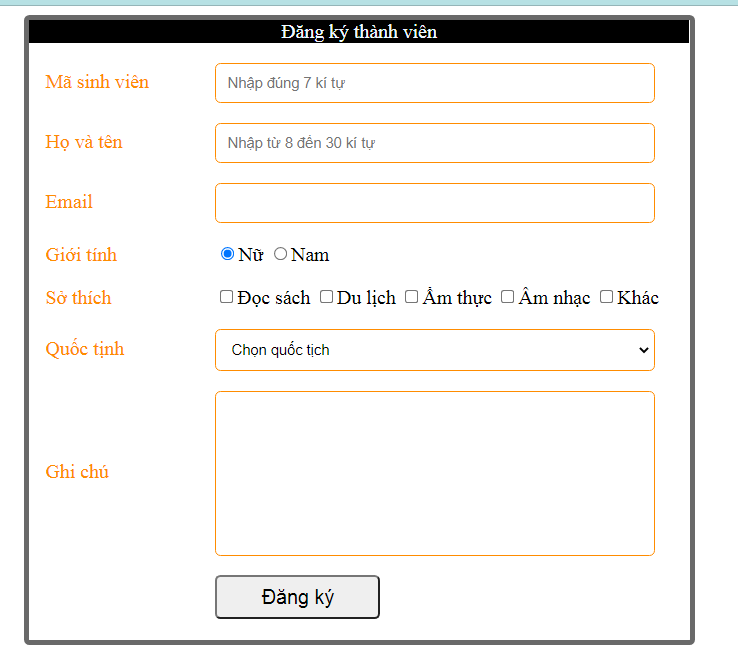 Đăng ký thành viên
Mã sinh viên Nhập đúng 7 kí tự
Họ và tên Nhập từ 8 đến 30 kí tự
Email
Giới tính Nữ Nam
Sở thích Đọc sách Du lịch Ẩm thực Âm nhạc Khác
Quốc tịnh Chọn quốc tịch
Ghi chú
Đăng ký